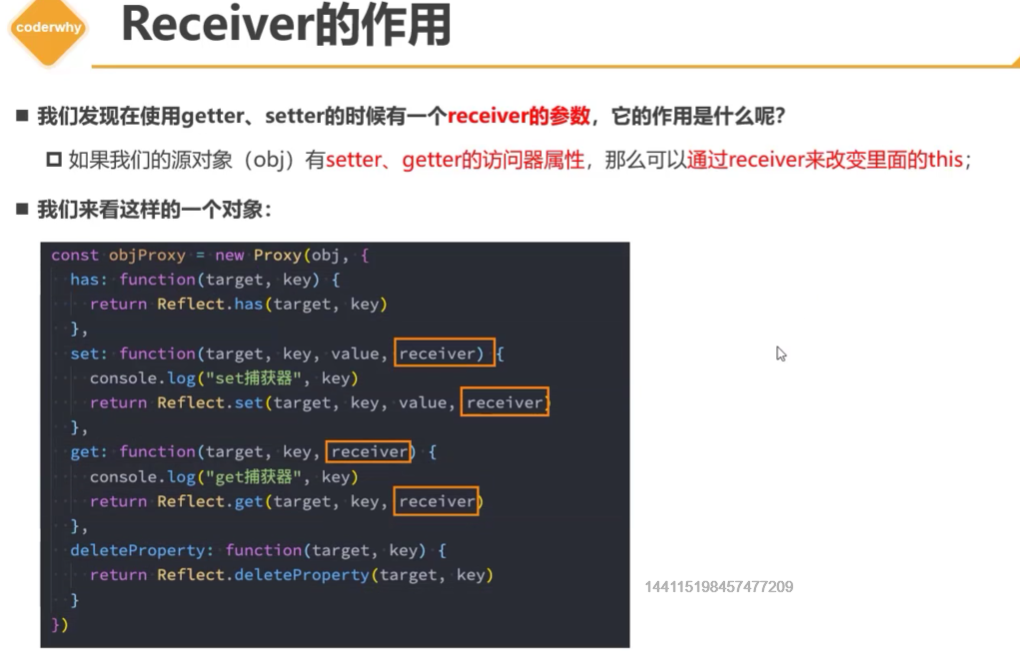 coderwhy
Receiver的作用
我们发现在使用getter、setter的时候有一个receiver的参数，它的作用是什么呢？
如果我们的源对象（obj）有setter、getter的访问器属性，那么可以通过receiver来改变里面的this；
我们来看这样的一个对象：
const objProxy = new Proxy(obj, {
has: function(target, key) {
return Reflect.has(target, key)
},
set: function(target, key, value, receiver) {
console.log("set捕获器", key)
return Reflect.set(target, key, value, receiver)
},
get: function(target, key, receiver) {
console.log("get捕获器", key)
return Reflect.get(target, key, receiver)
},
deleteProperty: function(target, key) {
return Reflect.deleteProperty(target, key)
}
})
144115198457477209